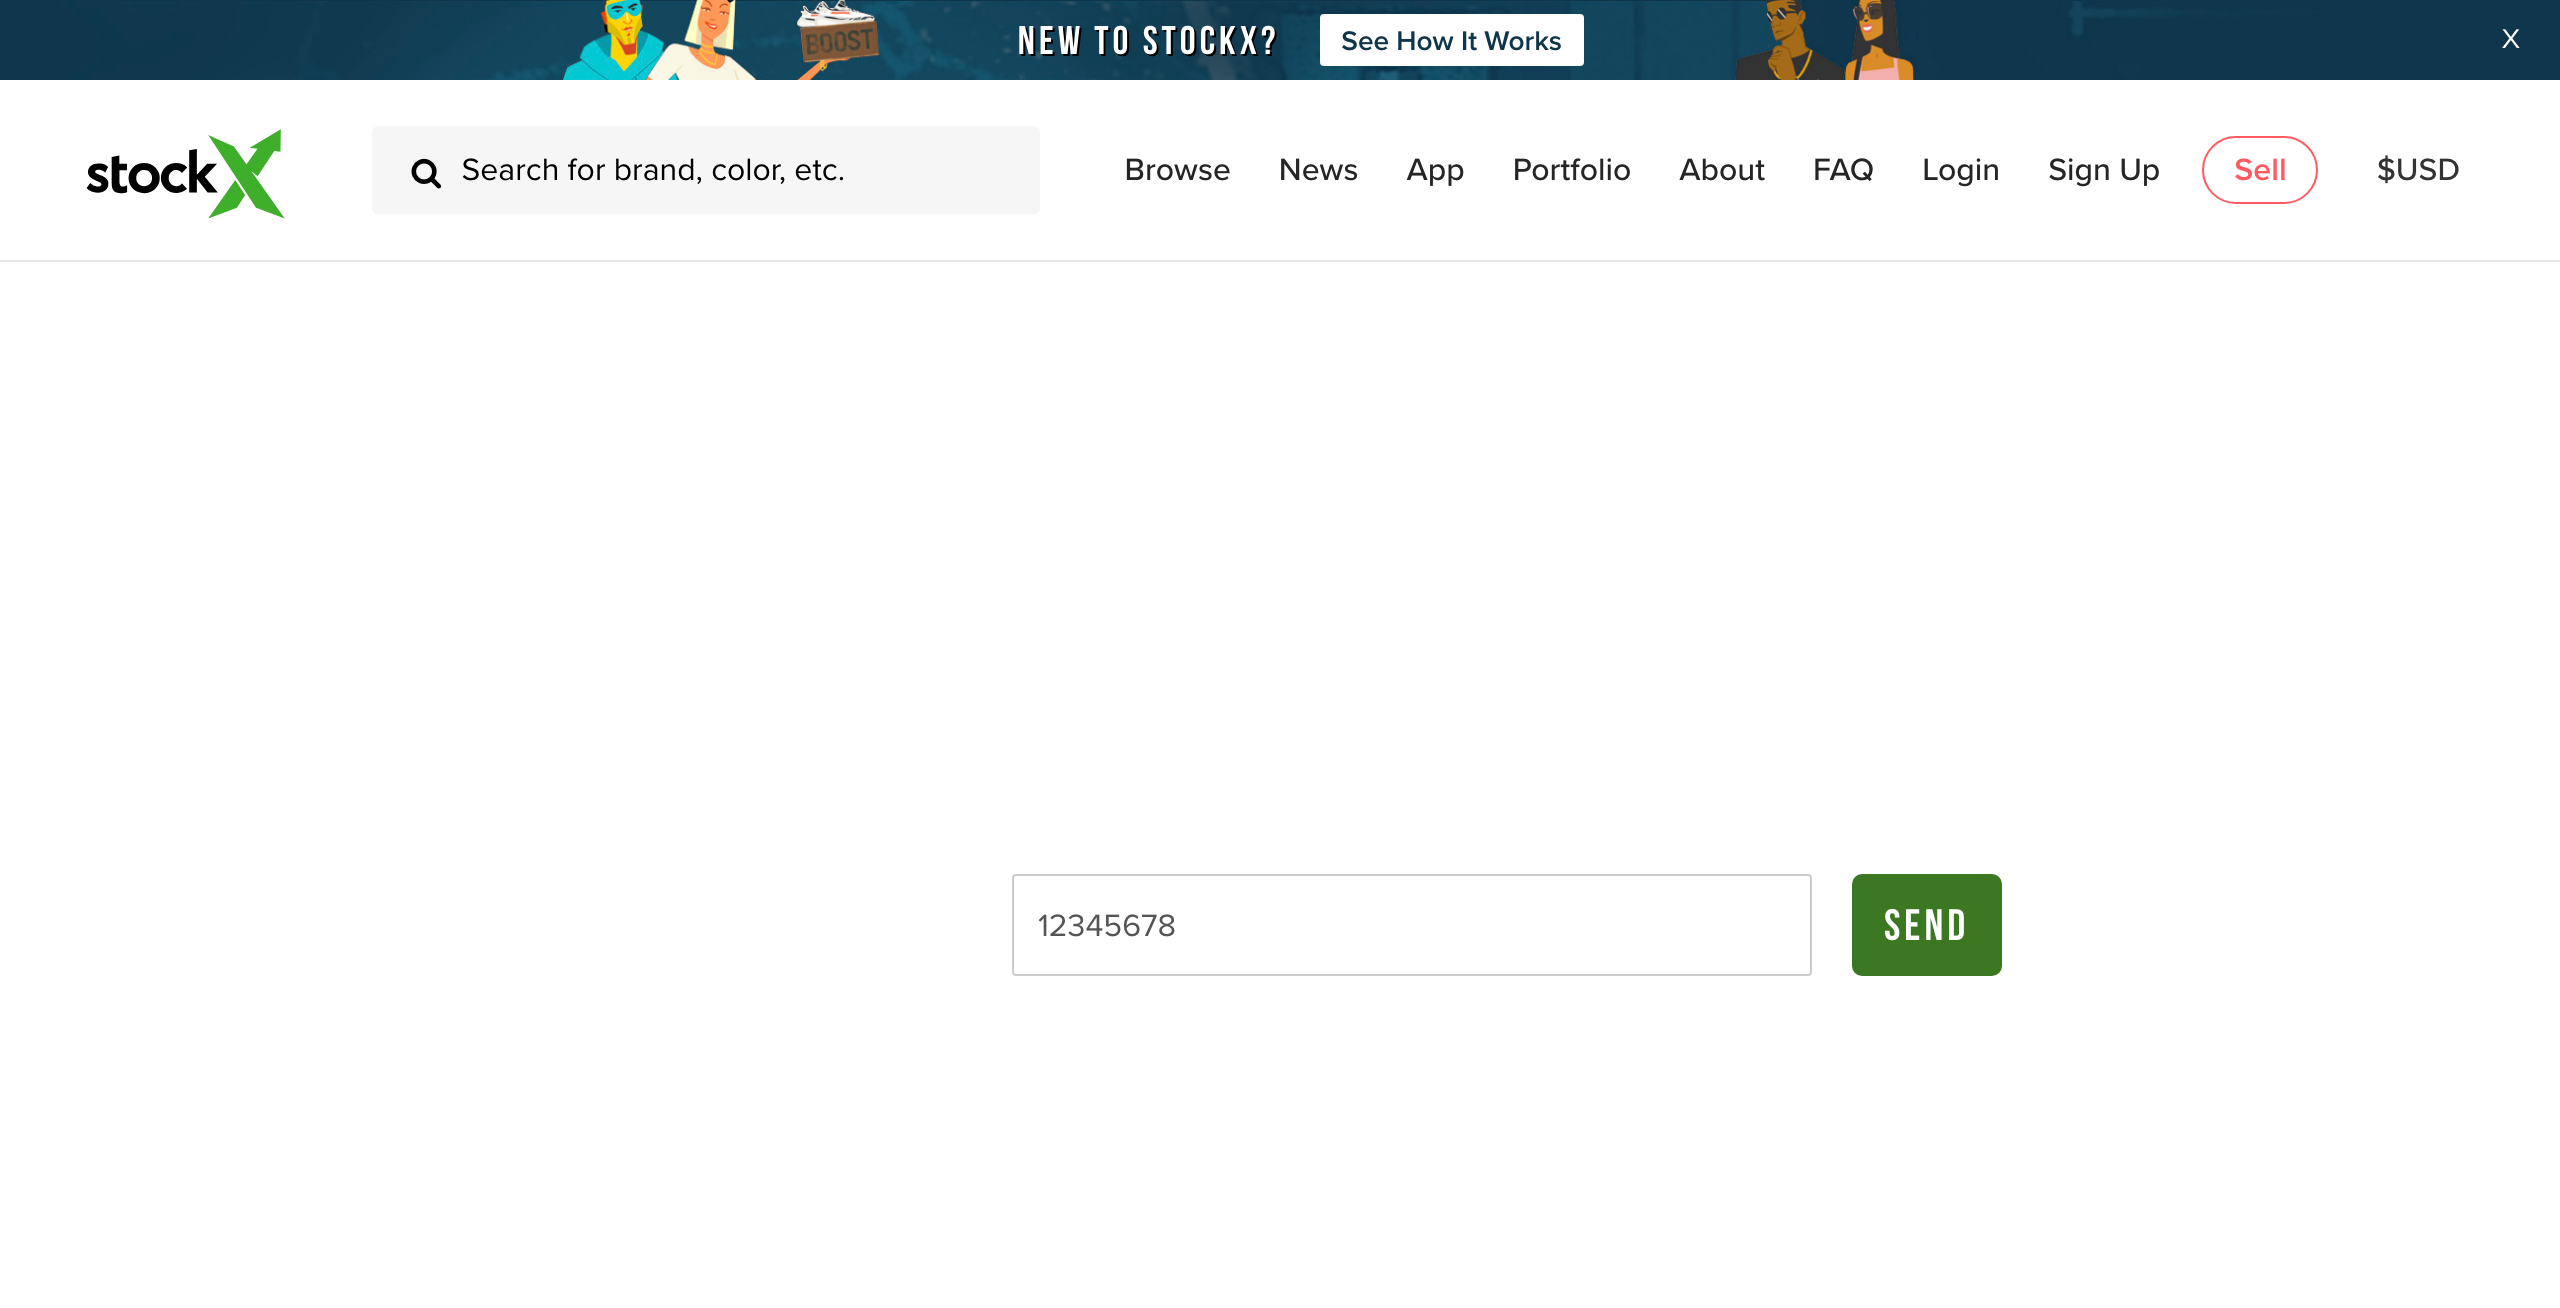 BOOST
NEW TO STOCKX?
See How It Works
X
stockX
Search for brand, color, etc.
Browse
News
App
Portfolio
About
FAQ
Login
Sign Up
Sell
$USD
12345678
SEND